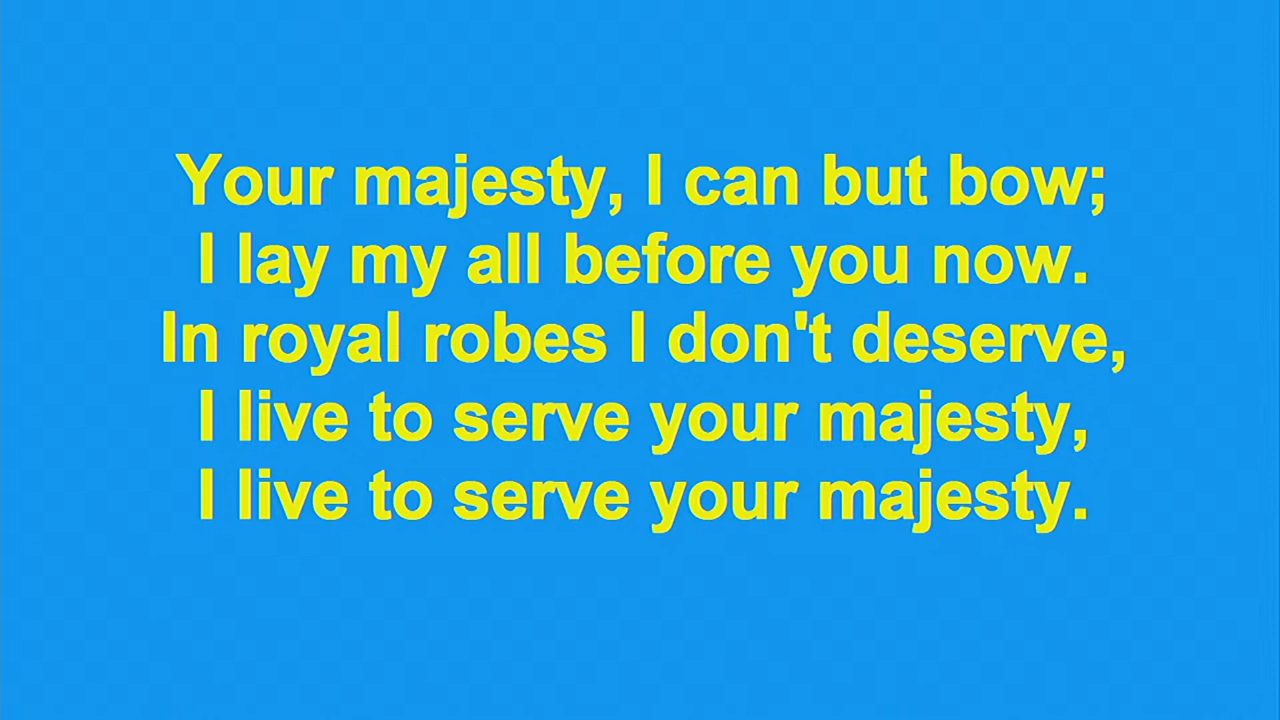 Your majesty, I can but bow;
I lay my all before you now.
In royal robes I don't deserve,
I live to serve your majesty,
I live to serve your majesty.